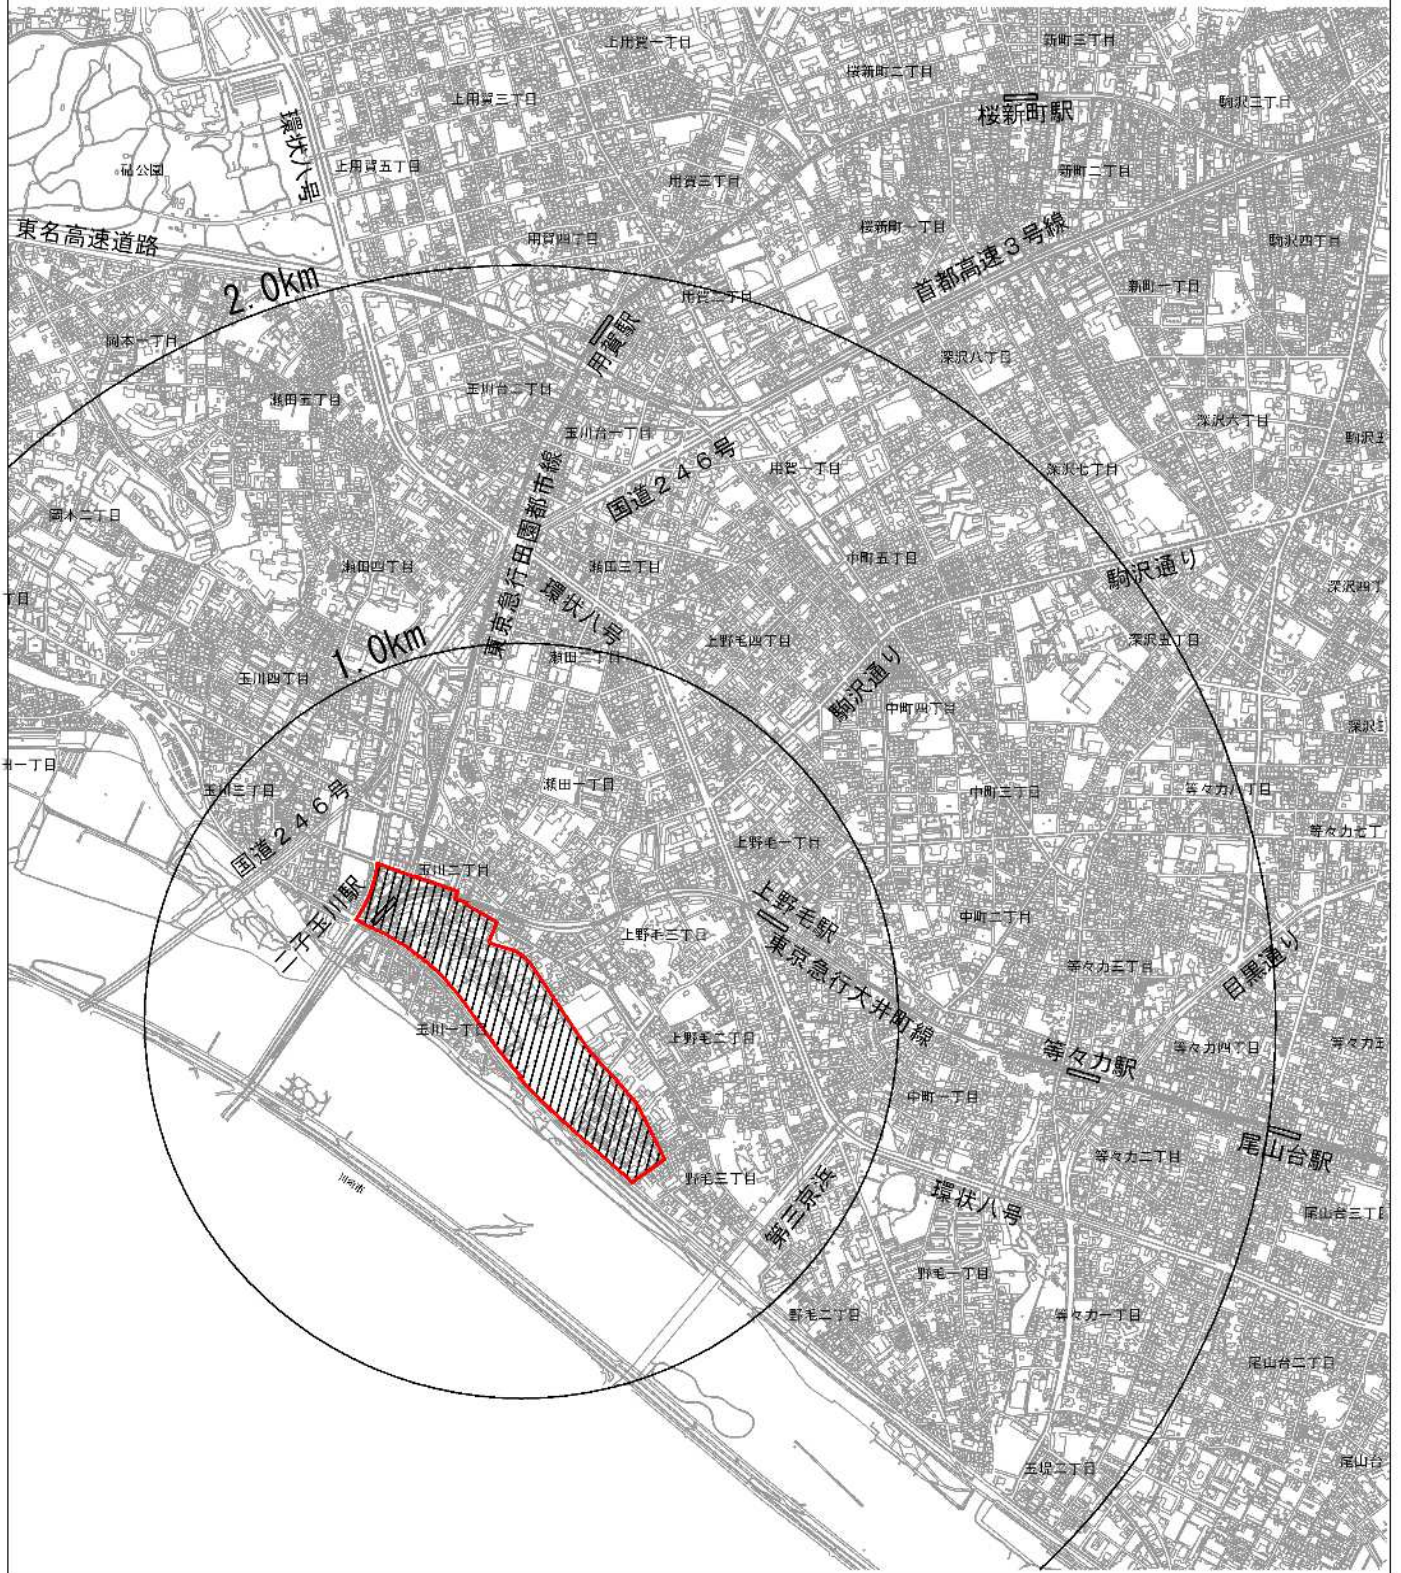 上用賀一丁目
新町三丁目
桜新町二丁目
上用賀三丁目
駒沢三丁目
桜新町駅
環状八号
砧公園
上用賀五丁目
用賀三丁目
新町二丁目
東名高速道路
用賀四丁目
桜新町一丁目
首都高速3号線
駒沢四丁目
2.0km
用賀二丁目
新町一丁目
岡本一丁目
用賀駅
深沢八丁目
玉川台二丁目
瀬田五丁目
玉川台一丁目
深沢六丁目
国道246号
用賀一丁目
深沢七丁目
岡本二丁目
東京急行田園都市線
瀬田四丁目
瀬田三丁目
中町五丁目
駒沢通り
環状八号
丁目
深沢四丁
1.0km
瀬田二丁目
上野毛四丁目
深沢五丁目
玉川四丁目
駒沢通り
中町四丁目
一丁目
玉川三丁目
瀬田一丁目
中町三丁目
等々力八丁目
国道246号
上野毛一丁目
等々力七丁
玉川二丁目
二子玉川駅
上野毛駅
中町二丁目
上野毛三丁目
東京急行大井町線
等々力三丁目
目黒通り
玉川一丁目
上野毛二丁目
等々力駅
等々力四丁目
等々力五
中町一丁目
尾山台駅
等々力二丁目
野毛三丁目
第三京浜
環状八号
尾山台三丁目
野毛一丁目
野毛二丁目
等々力一丁目
尾山台二丁目
玉堤二丁目
尾山台